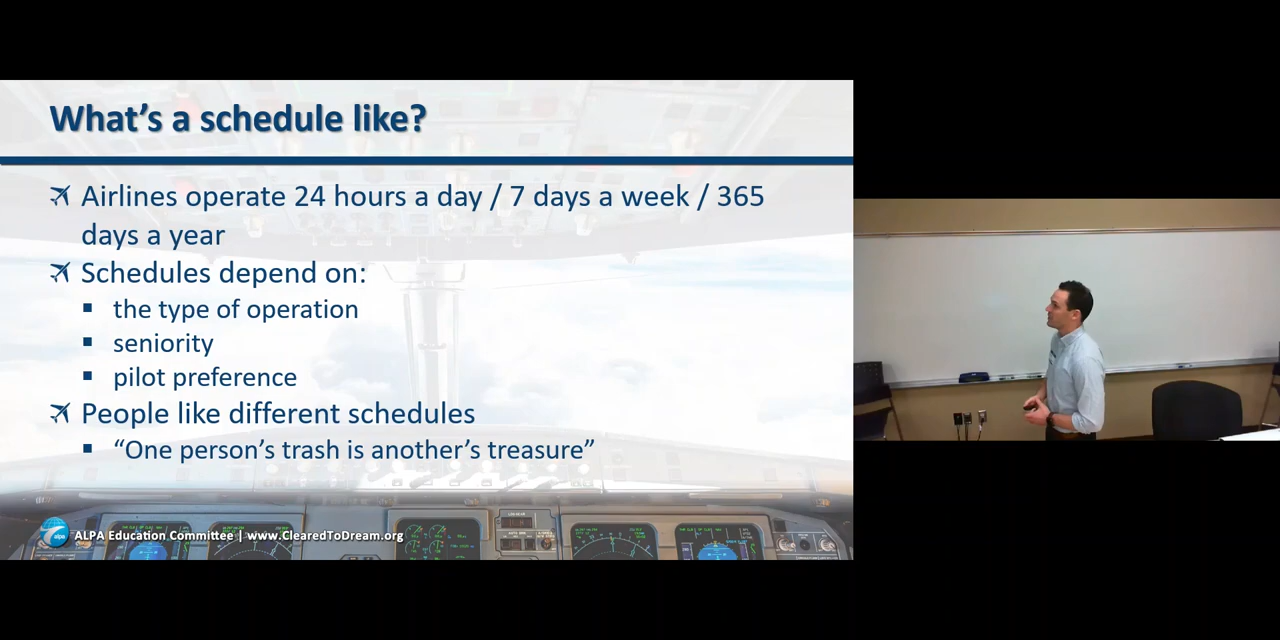 What's a schedule like?
Airlines operate 24 hours a day / 7 days a week / 365
days a year
Schedules depend on:
the type of operation
seniority
pilot preference
People like different schedules
“One person's trash is another's treasure”
alpa
ALPA Education Committee | www.ClearedToDream.org